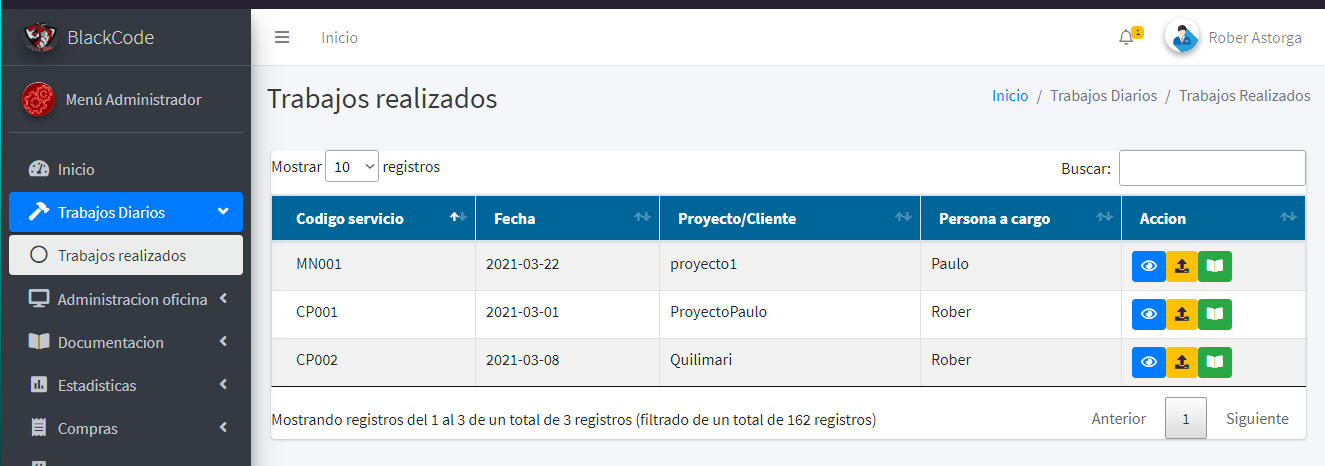 BlackCode
Inicio
1
Rober Astorga
Menú Administrador
Trabajos realizados
Inicio / Trabajos Diarios / Trabajos Realizados
Inicio
Trabajos Diarios
Trabajos realizados
Administracion oficina
Documentacion
Estadisticas
Compras
Mostrar 10 registros
Buscar:
Codigo servicio Fecha Proyecto/Cliente Persona a cargo Accion
MN001 2021-03-22 proyecto1 Paulo
CP001 2021-03-01 ProyectoPaulo Rober
CP002 2021-03-08 Quilimari Rober
Mostrando registros del 1 al 3 de un total de 3 registros (filtrado de un total de 162 registros)
Anterior 1 Siguiente